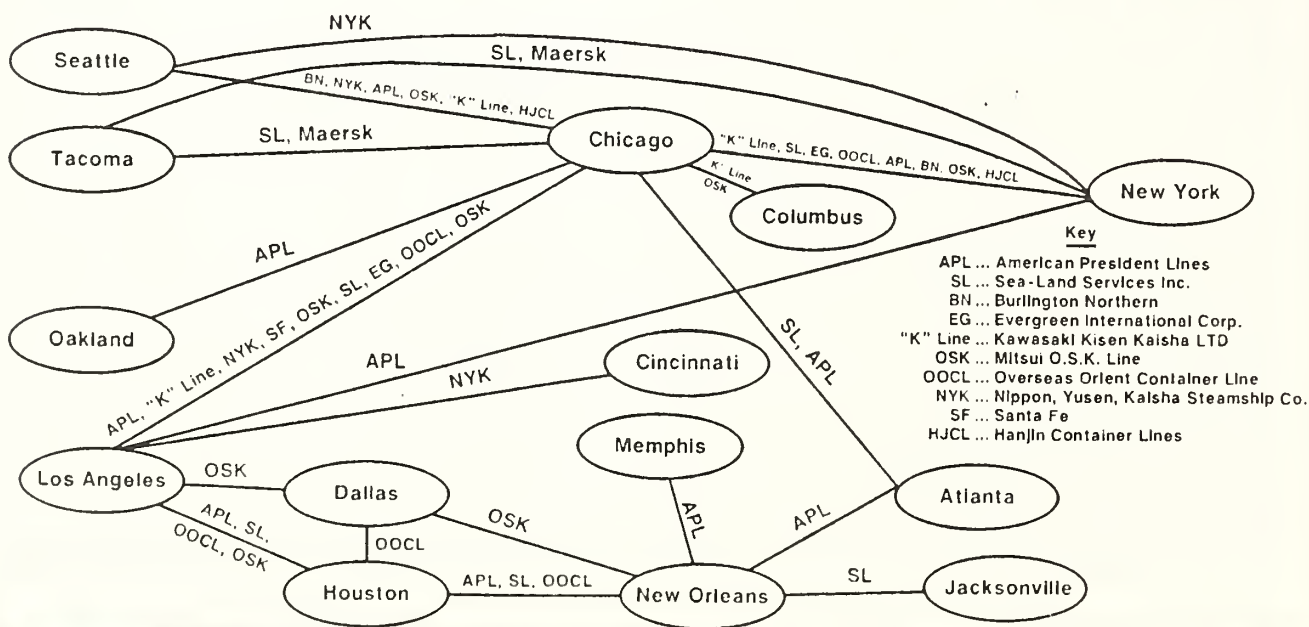 NYK
SL, Maersk
Seattle
BN, NYK, APL, OSK, "K" Line, HJCL
Tacoma
SL, Maersk
Chicago
"K" Line, SL, EG, OOCL, APL, BN, OSK, HJCL
K' Line
OSK
Columbus
New York
Key
APL ... American President Lines
SL ... Sea-Land Services Inc.
BN ... Burlington Northern
EG ... Evergreen International Corp.
"K" Line ... Kawasaki Kisen Kaisha LTD
OSK ... Mitsui O.S.K. Line
OOCL ... Overseas Orient Container Line
NYK ... Nippon, Yusen, Kaisha Steamship Co.
SF ... Santa Fe
HJCL ... Hanjin Container Lines
APL
Oakland
APL, "K" Line, NYK, SF, OSK, SL, EG, OOCL, OSK
SL, APL
APL
NYK
Cincinnati
Memphis
Los Angeles
OSK
Dallas
OSK
APL
APL
Atlanta
APL, SL,
OOCL, OSK
OOCL
Houston
APL, SL, OOCL
New Orleans
SL
Jacksonville